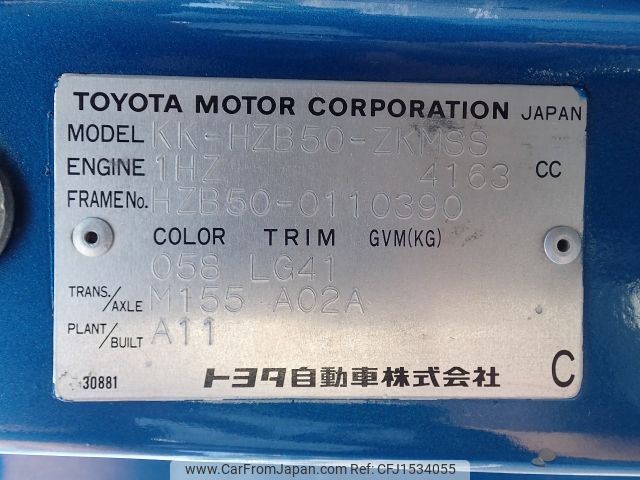 TOYOTA MOTOR CORPORATION JAPAN
MODEL KK-HZB50-ZKMSS
ENGINE 1HZ 4163 CC
FRAME No. HZB50-0110390
COLOR TRIM GVM(KG)
058 LG41
TRANS./AXLE M155 A02A
PLANT/BUILT A11
30881 トヨタ自動車株式会社 C
www.CarFromJapan.com - CFJ1534055